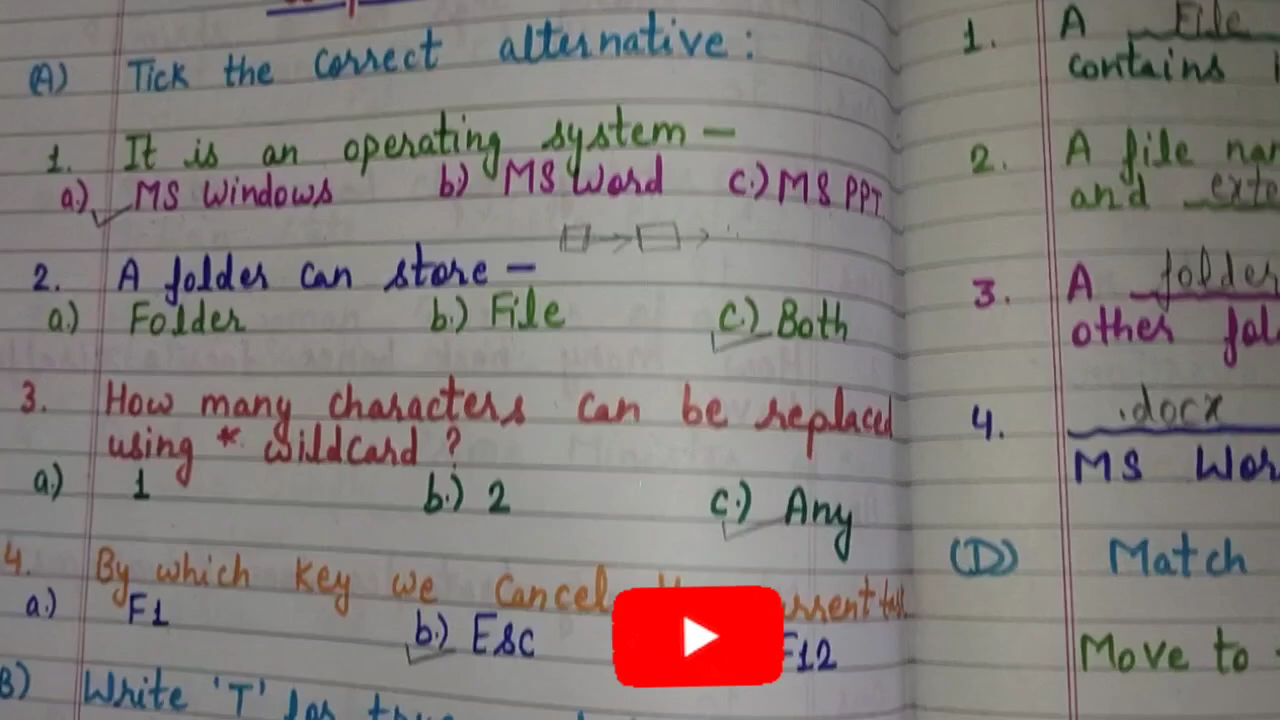 (A) Tick the correct alternative:
1. It is an operating system —
a.) MS Windows b.) MS Word c.) MS PPT
2. A folder can store —
a.) Folder b.) File c.) Both
3. How many characters can be replaced
using * wildcard ?
a.) 1 b.) 2 c.) Any
4. By which key we cancel
a.) F1 b.) Esc F12
B) Write 'T' for
1. A File
contains
2. A file
and
3. A folder
other
4. .docx
MS
(D) Match
Move to